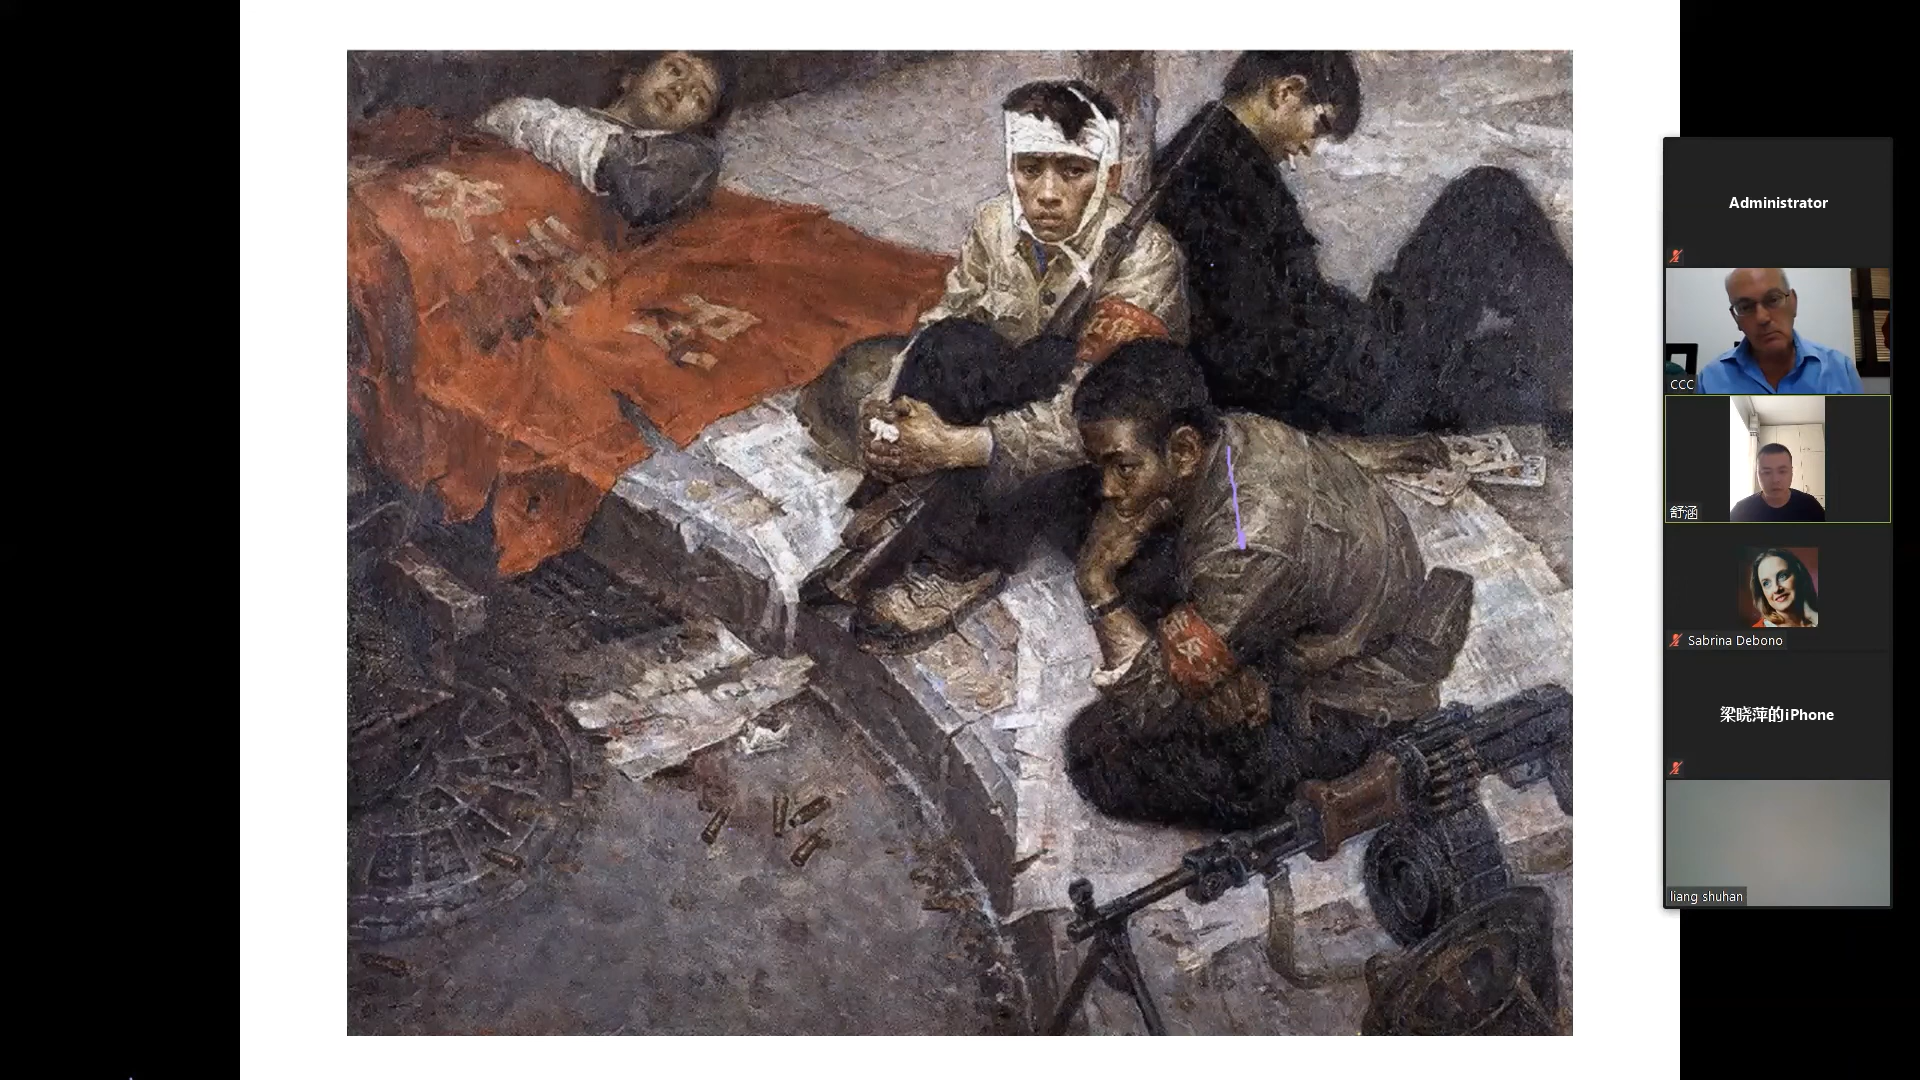 Administrator
CCC
舒涵
Sabrina Debono
梁晓萍的iPhone
liang shuhan